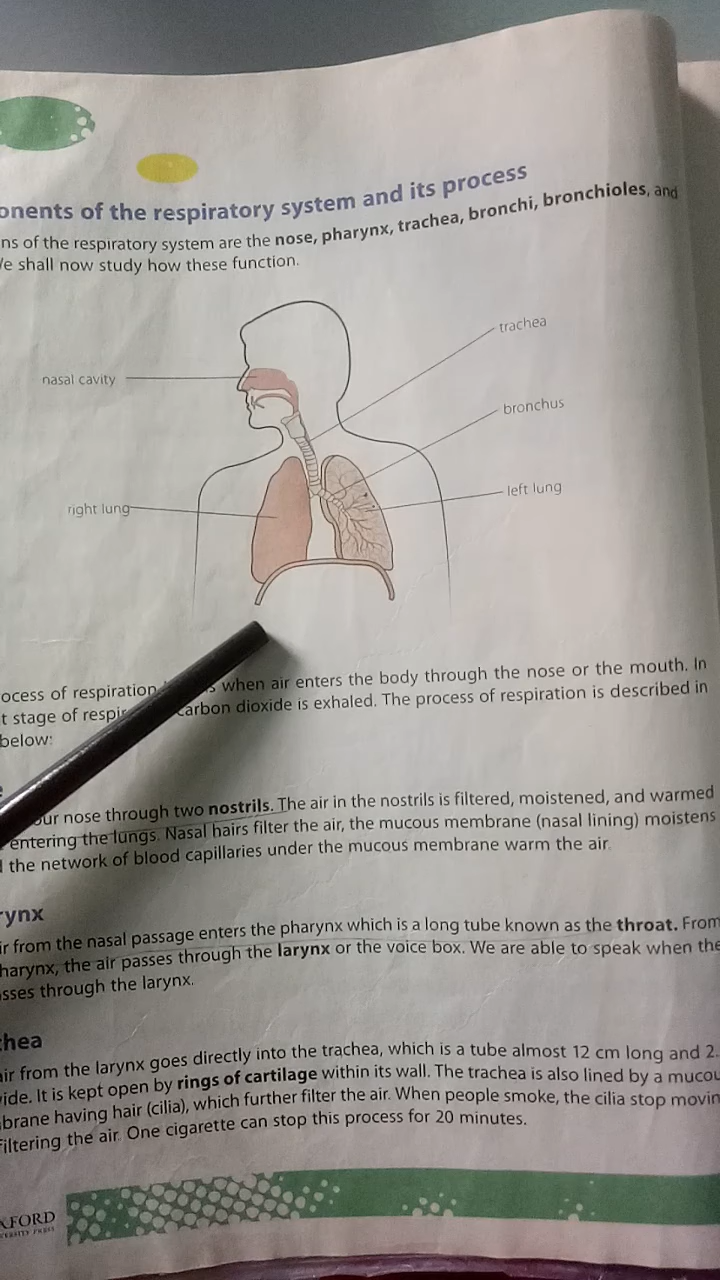 onents of the respiratory system and its process
ns of the respiratory system are the nose, pharynx, trachea, bronchi, bronchioles, and
e shall now study how these function.
trachea
nasal cavity
bronchus
left lung
right lung
ocess of respiration when air enters the body through the nose or the mouth. In
t stage of respir carbon dioxide is exhaled. The process of respiration is described in
below:
our nose through two nostrils. The air in the nostrils is filtered, moistened, and warmed
entering the lungs. Nasal hairs filter the air, the mucous membrane (nasal lining) moistens
the network of blood capillaries under the mucous membrane warm the air.
rynx
ir from the nasal passage enters the pharynx which is a long tube known as the throat. From
harynx, the air passes through the larynx or the voice box. We are able to speak when the
sses through the larynx.
hea
air from the larynx goes directly into the trachea, which is a tube almost 12 cm long and 2.
ide. It is kept open by rings of cartilage within its wall. The trachea is also lined by a mucou
brane having hair (cilia), which further filter the air. When people smoke, the cilia stop movin
filtering the air. One cigarette can stop this process for 20 minutes.
XFORD
VERSITY PRESS